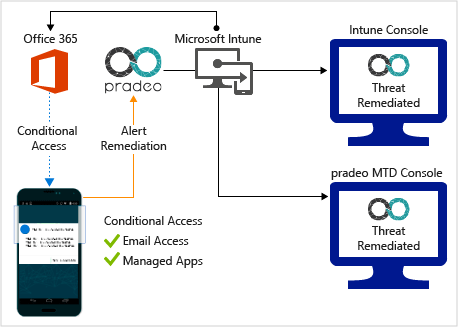 Office 365
Microsoft Intune
Intune Console
pradeo
Threat
Remediated
Conditional
Access
Alert
Remediation
pradeo MTD Console
Threat
Remediated
Conditional Access
Email Access
Managed Apps